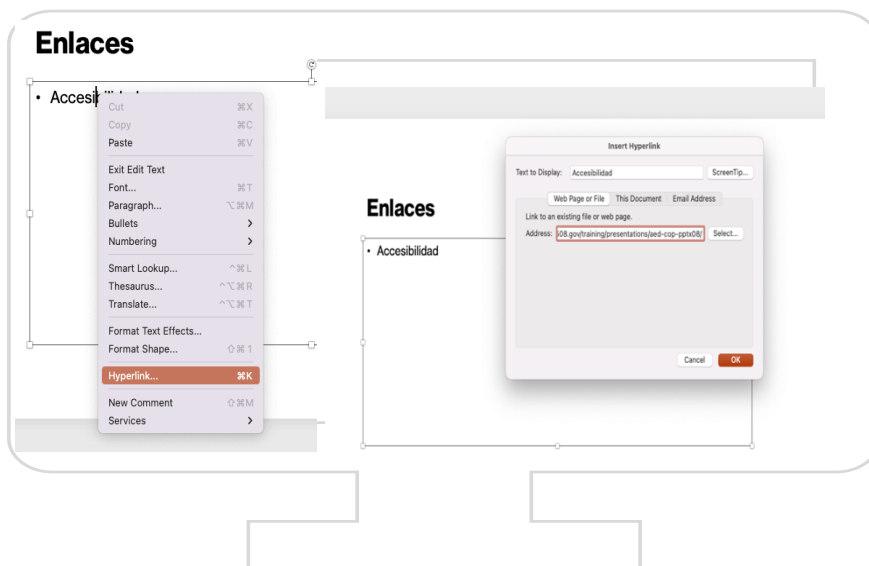 Enlaces
• Accesi
Cut ⌘X
Copy ⌘C
Paste ⌘V
Exit Edit Text
Font... ⌘T
Paragraph... ⌥⌘M
Bullets >
Numbering >
Smart Lookup... ^⌘L
Thesaurus... ^⌥⌘R
Translate... ^⌥⌘T
Format Text Effects...
Format Shape... ⇧⌘1
Hyperlink... ⌘K
New Comment ⇧⌘M
Services >
Enlaces
• Accesibilidad
Insert Hyperlink
Text to Display: Accesibilidad ScreenTip...
Web Page or File This Document Email Address
Link to an existing file or web page.
Address: 508.gov/training/presentations/aed-cop-pptx08/ Select...
Cancel OK